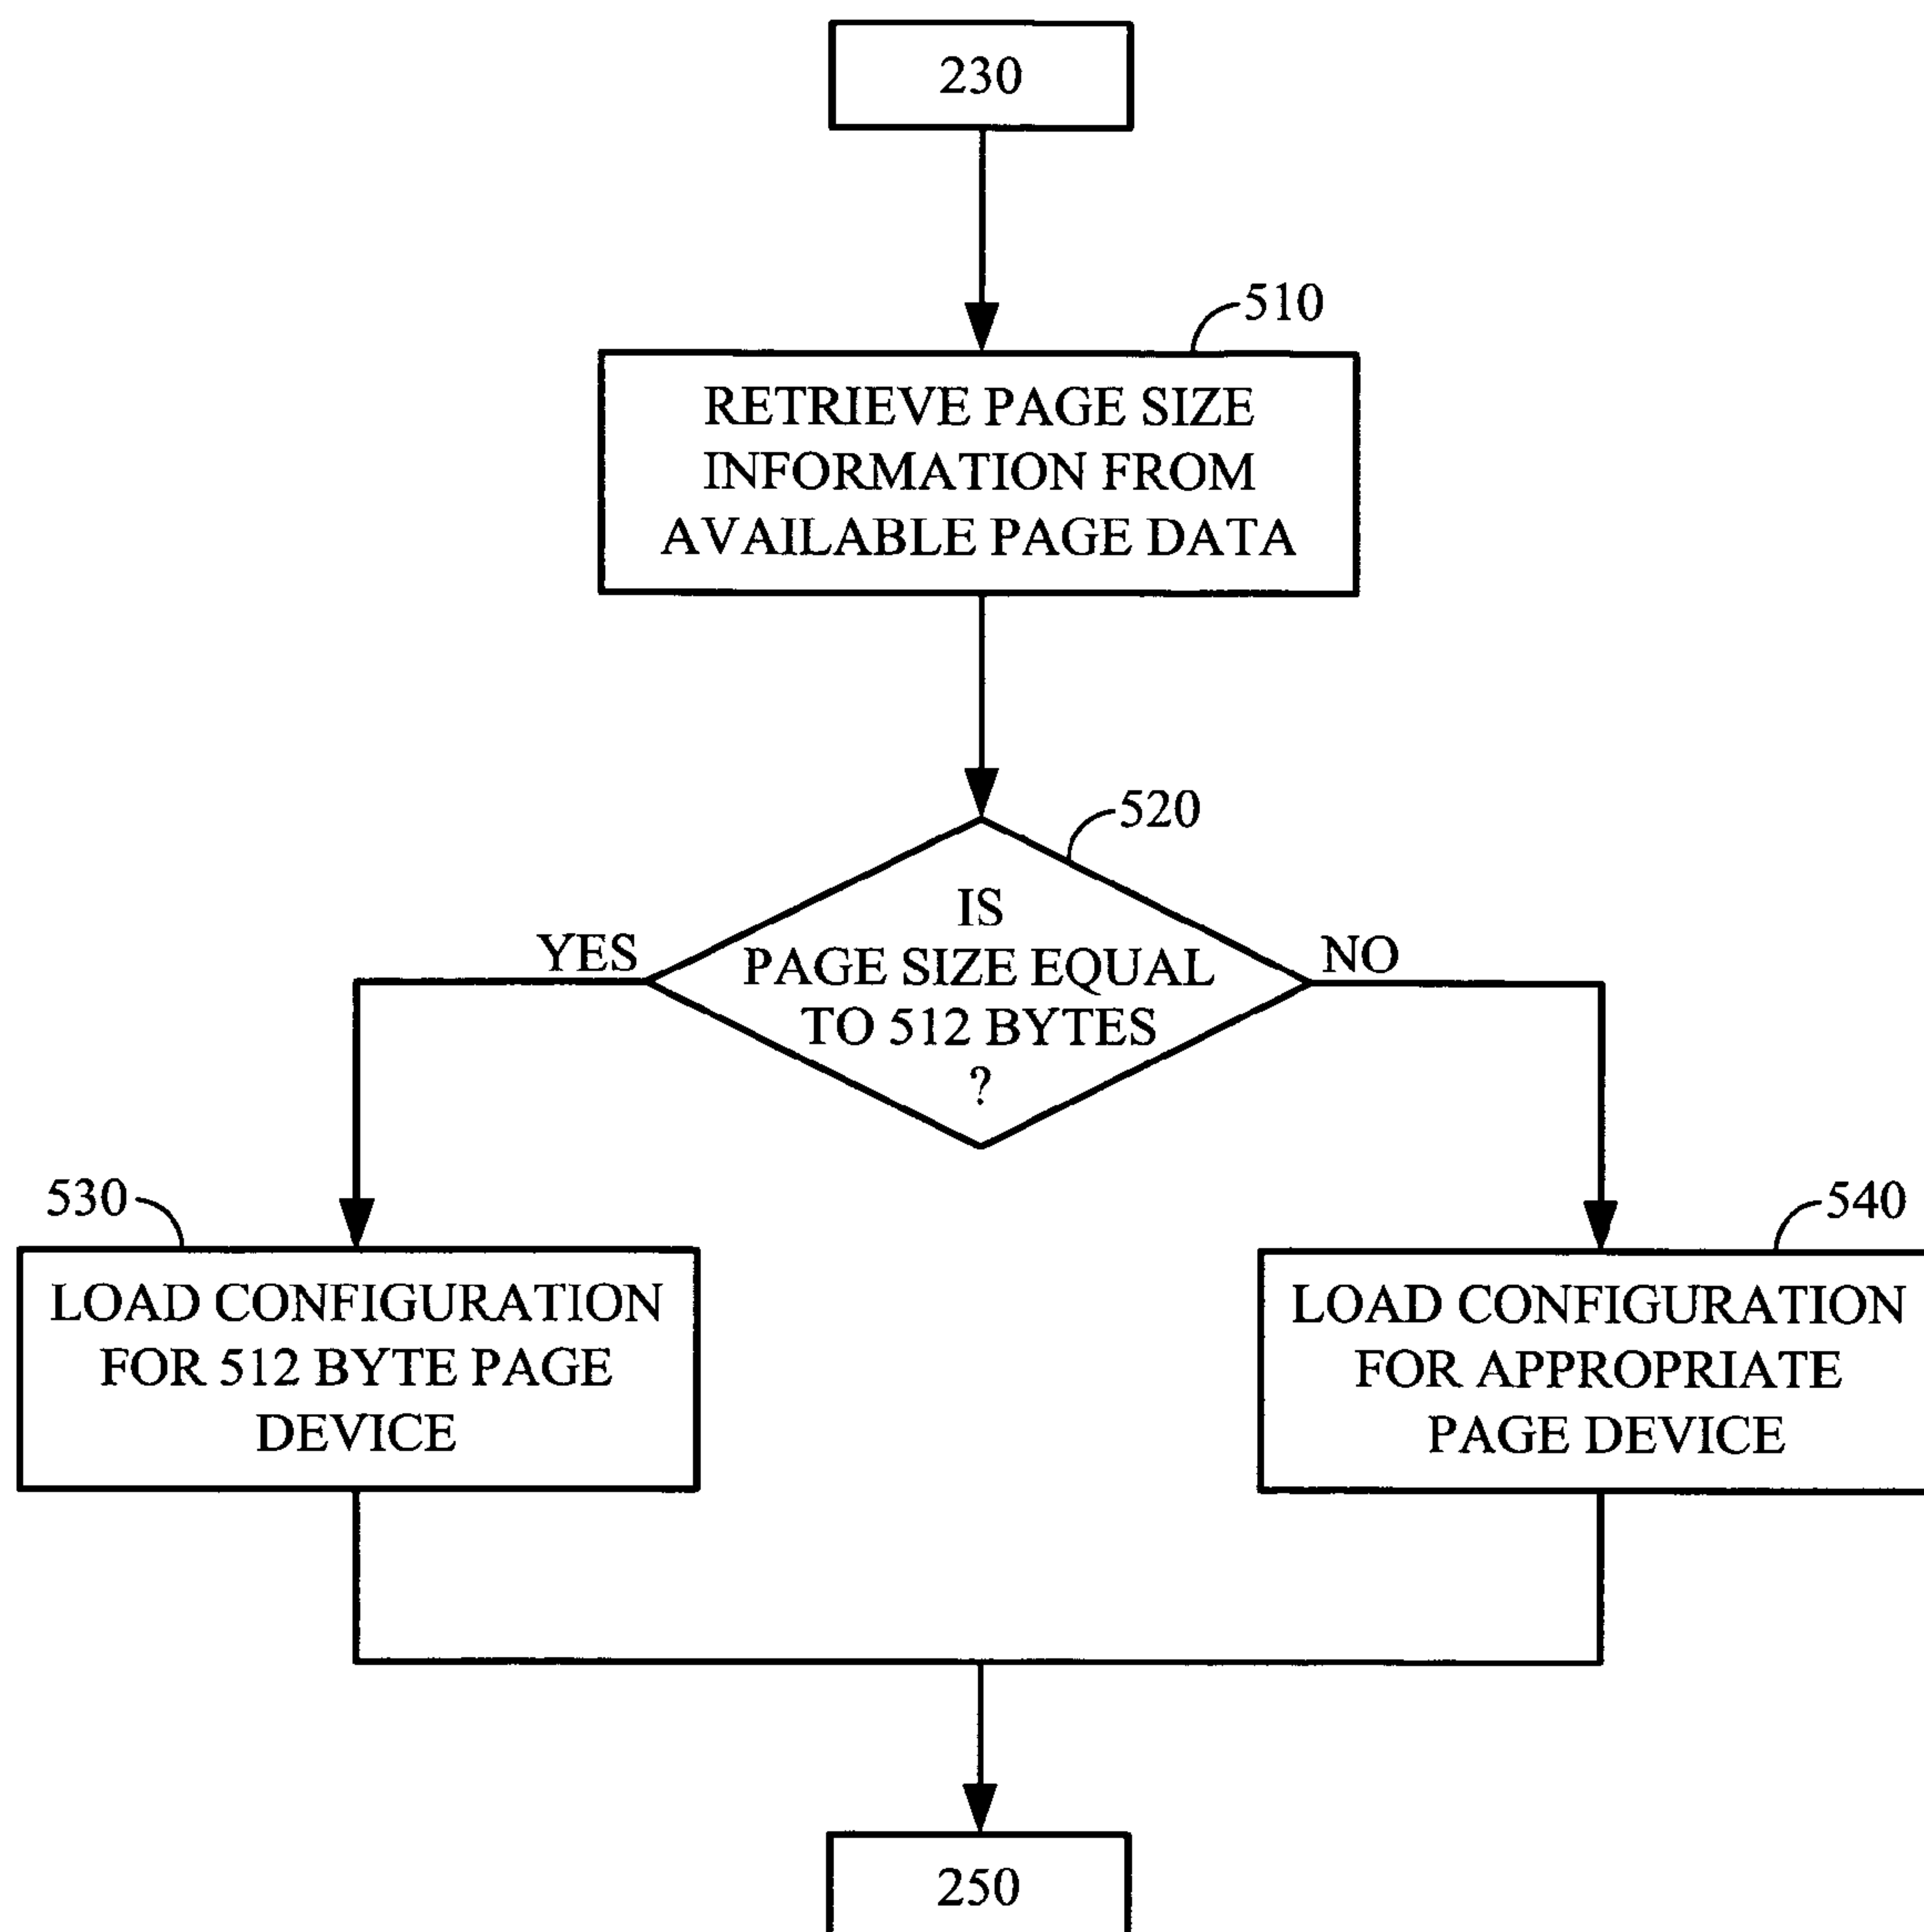 230
510
RETRIEVE PAGE SIZE
INFORMATION FROM
AVAILABLE PAGE DATA
520
IS
PAGE SIZE EQUAL
TO 512 BYTES
?
YES
NO
530
LOAD CONFIGURATION
FOR 512 BYTE PAGE
DEVICE
540
LOAD CONFIGURATION
FOR APPROPRIATE
PAGE DEVICE
250